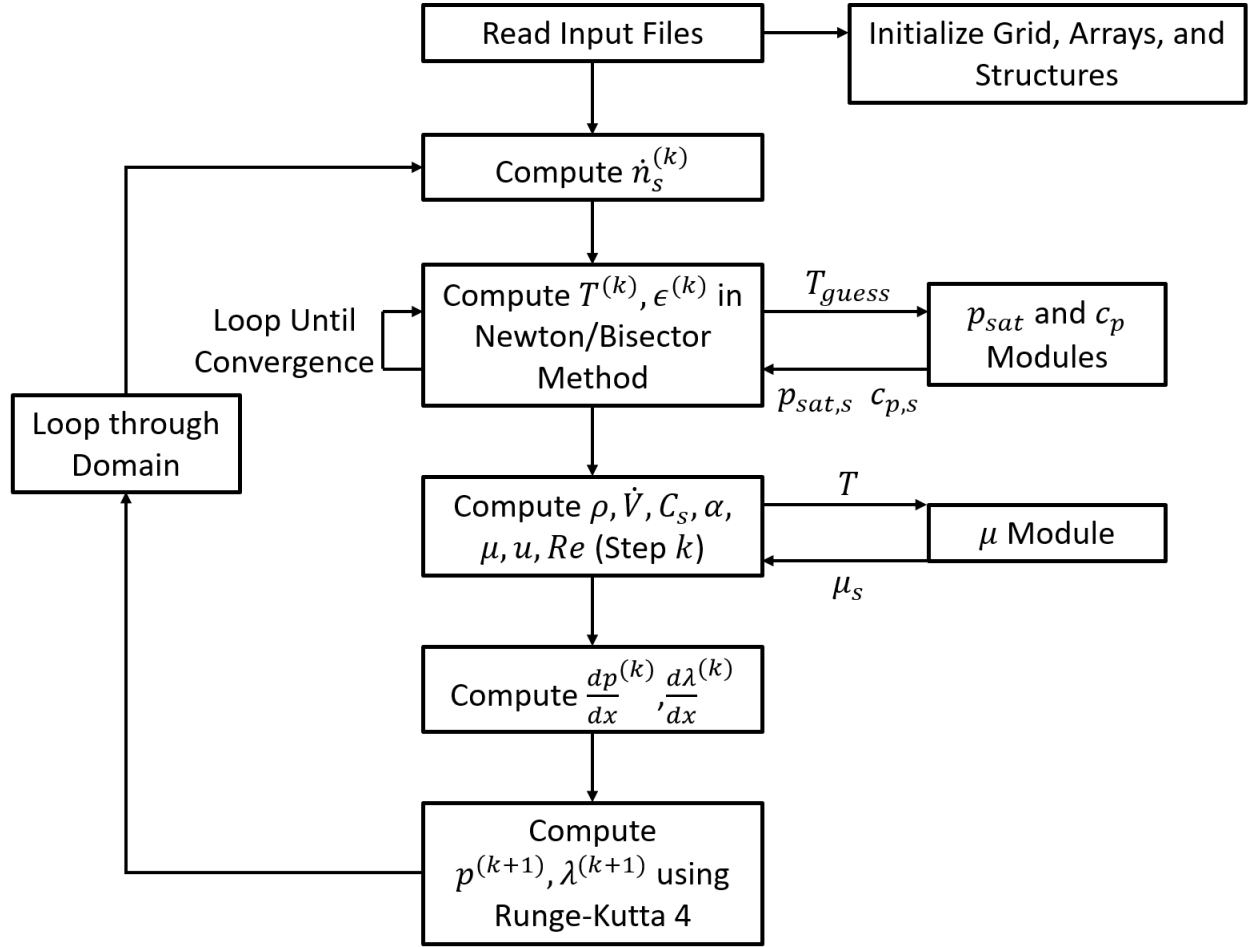 Read Input Files
Initialize Grid, Arrays, and
Structures
Compute ṅₛ⁽ᵏ⁾
Compute T⁽ᵏ⁾, ϵ⁽ᵏ⁾ in
Newton/Bisector
Method
Loop Until
Convergence
T_guess
p_sat and c_p
Modules
p_sat,s c_p,s
Loop through
Domain
Compute ρ, V̇, C_s, α,
μ, u, Re (Step k)
T
μ Module
μ_s
Compute dp/dx⁽ᵏ⁾, dλ/dx⁽ᵏ⁾
Compute
p⁽ᵏ⁺¹⁾, λ⁽ᵏ⁺¹⁾ using
Runge-Kutta 4